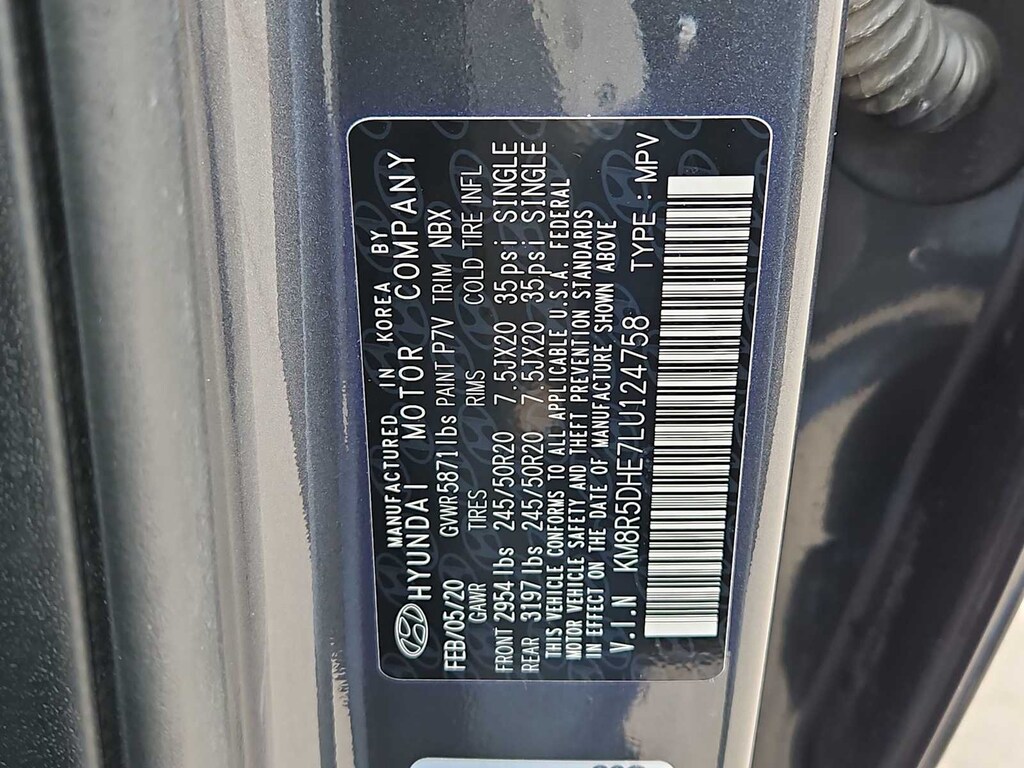 MANUFACTURED IN KOREA BY
HYUNDAI MOTOR COMPANY
FEB/05/20 GVWR 5871lbs PAINT P7V TRIM NBX
GAWR TIRES RIMS COLD TIRE INFL
FRONT 2954 lbs 245/50R20 7.5JX20 35psi SINGLE
REAR 3197 lbs 245/50R20 7.5JX20 35psi SINGLE
THIS VEHICLE CONFORMS TO ALL APPLICABLE U.S.A. FEDERAL
MOTOR VEHICLE SAFETY AND THEFT PREVENTION STANDARDS
IN EFFECT ON THE DATE OF MANUFACTURE SHOWN ABOVE
V.I.N KM8R5DHE7LU124758 TYPE : MPV